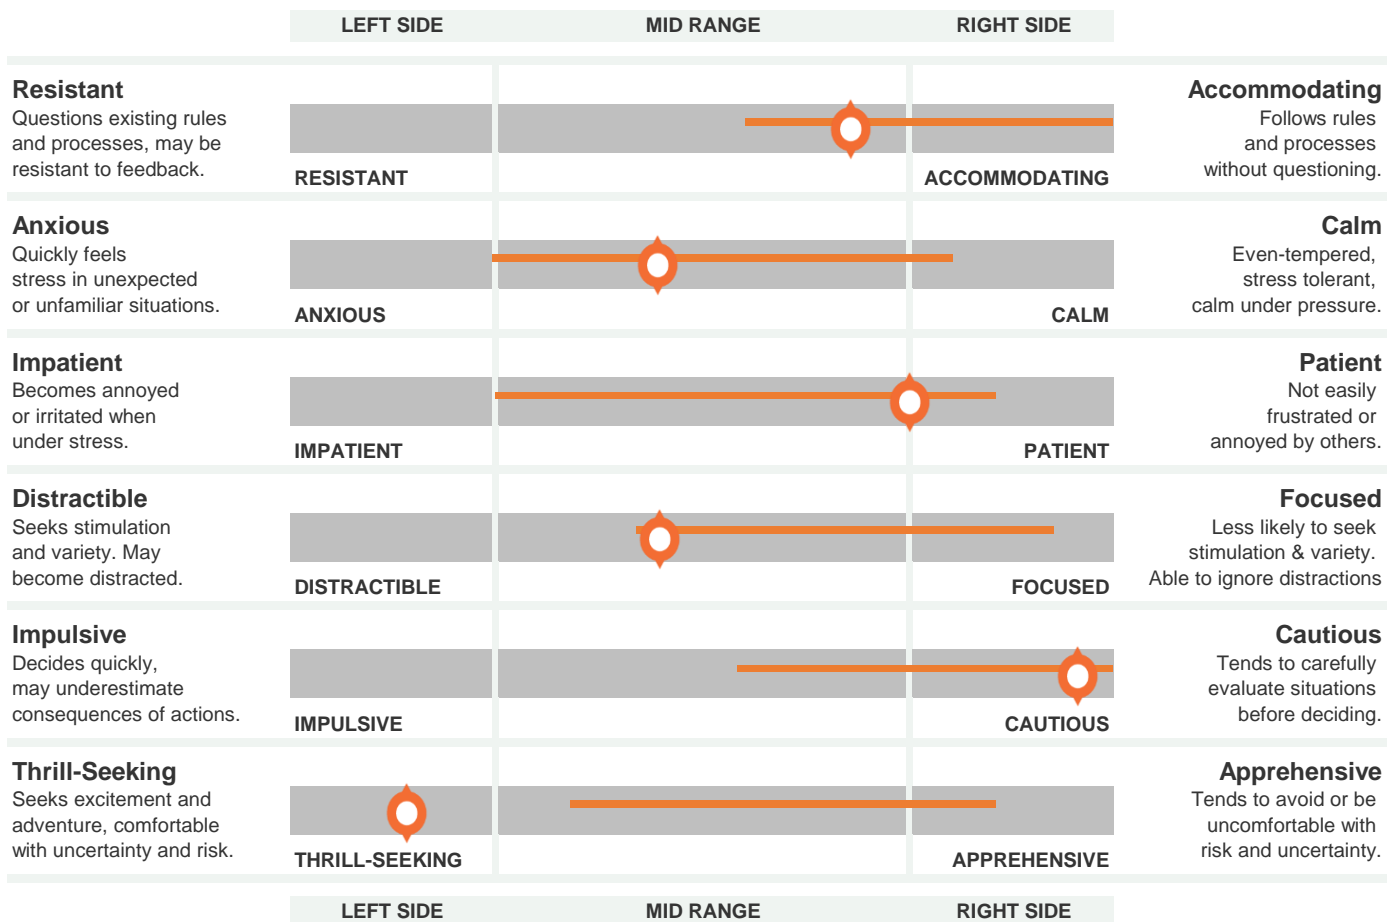 LEFT SIDE
MID RANGE
RIGHT SIDE
Resistant
Questions existing rules
and processes, may be
resistant to feedback.
RESISTANT
ACCOMMODATING
Accommodating
Follows rules
and processes
without questioning.
Anxious
Quickly feels
stress in unexpected
or unfamiliar situations.
ANXIOUS
CALM
Calm
Even-tempered,
stress tolerant,
calm under pressure.
Impatient
Becomes annoyed
or irritated when
under stress.
IMPATIENT
PATIENT
Patient
Not easily
frustrated or
annoyed by others.
Distractible
Seeks stimulation
and variety. May
become distracted.
DISTRACTIBLE
FOCUSED
Focused
Less likely to seek
stimulation & variety.
Able to ignore distractions
Impulsive
Decides quickly,
may underestimate
consequences of actions.
IMPULSIVE
CAUTIOUS
Cautious
Tends to carefully
evaluate situations
before deciding.
Thrill-Seeking
Seeks excitement and
adventure, comfortable
with uncertainty and risk.
THRILL-SEEKING
APPREHENSIVE
Apprehensive
Tends to avoid or be
uncomfortable with
risk and uncertainty.
LEFT SIDE
MID RANGE
RIGHT SIDE